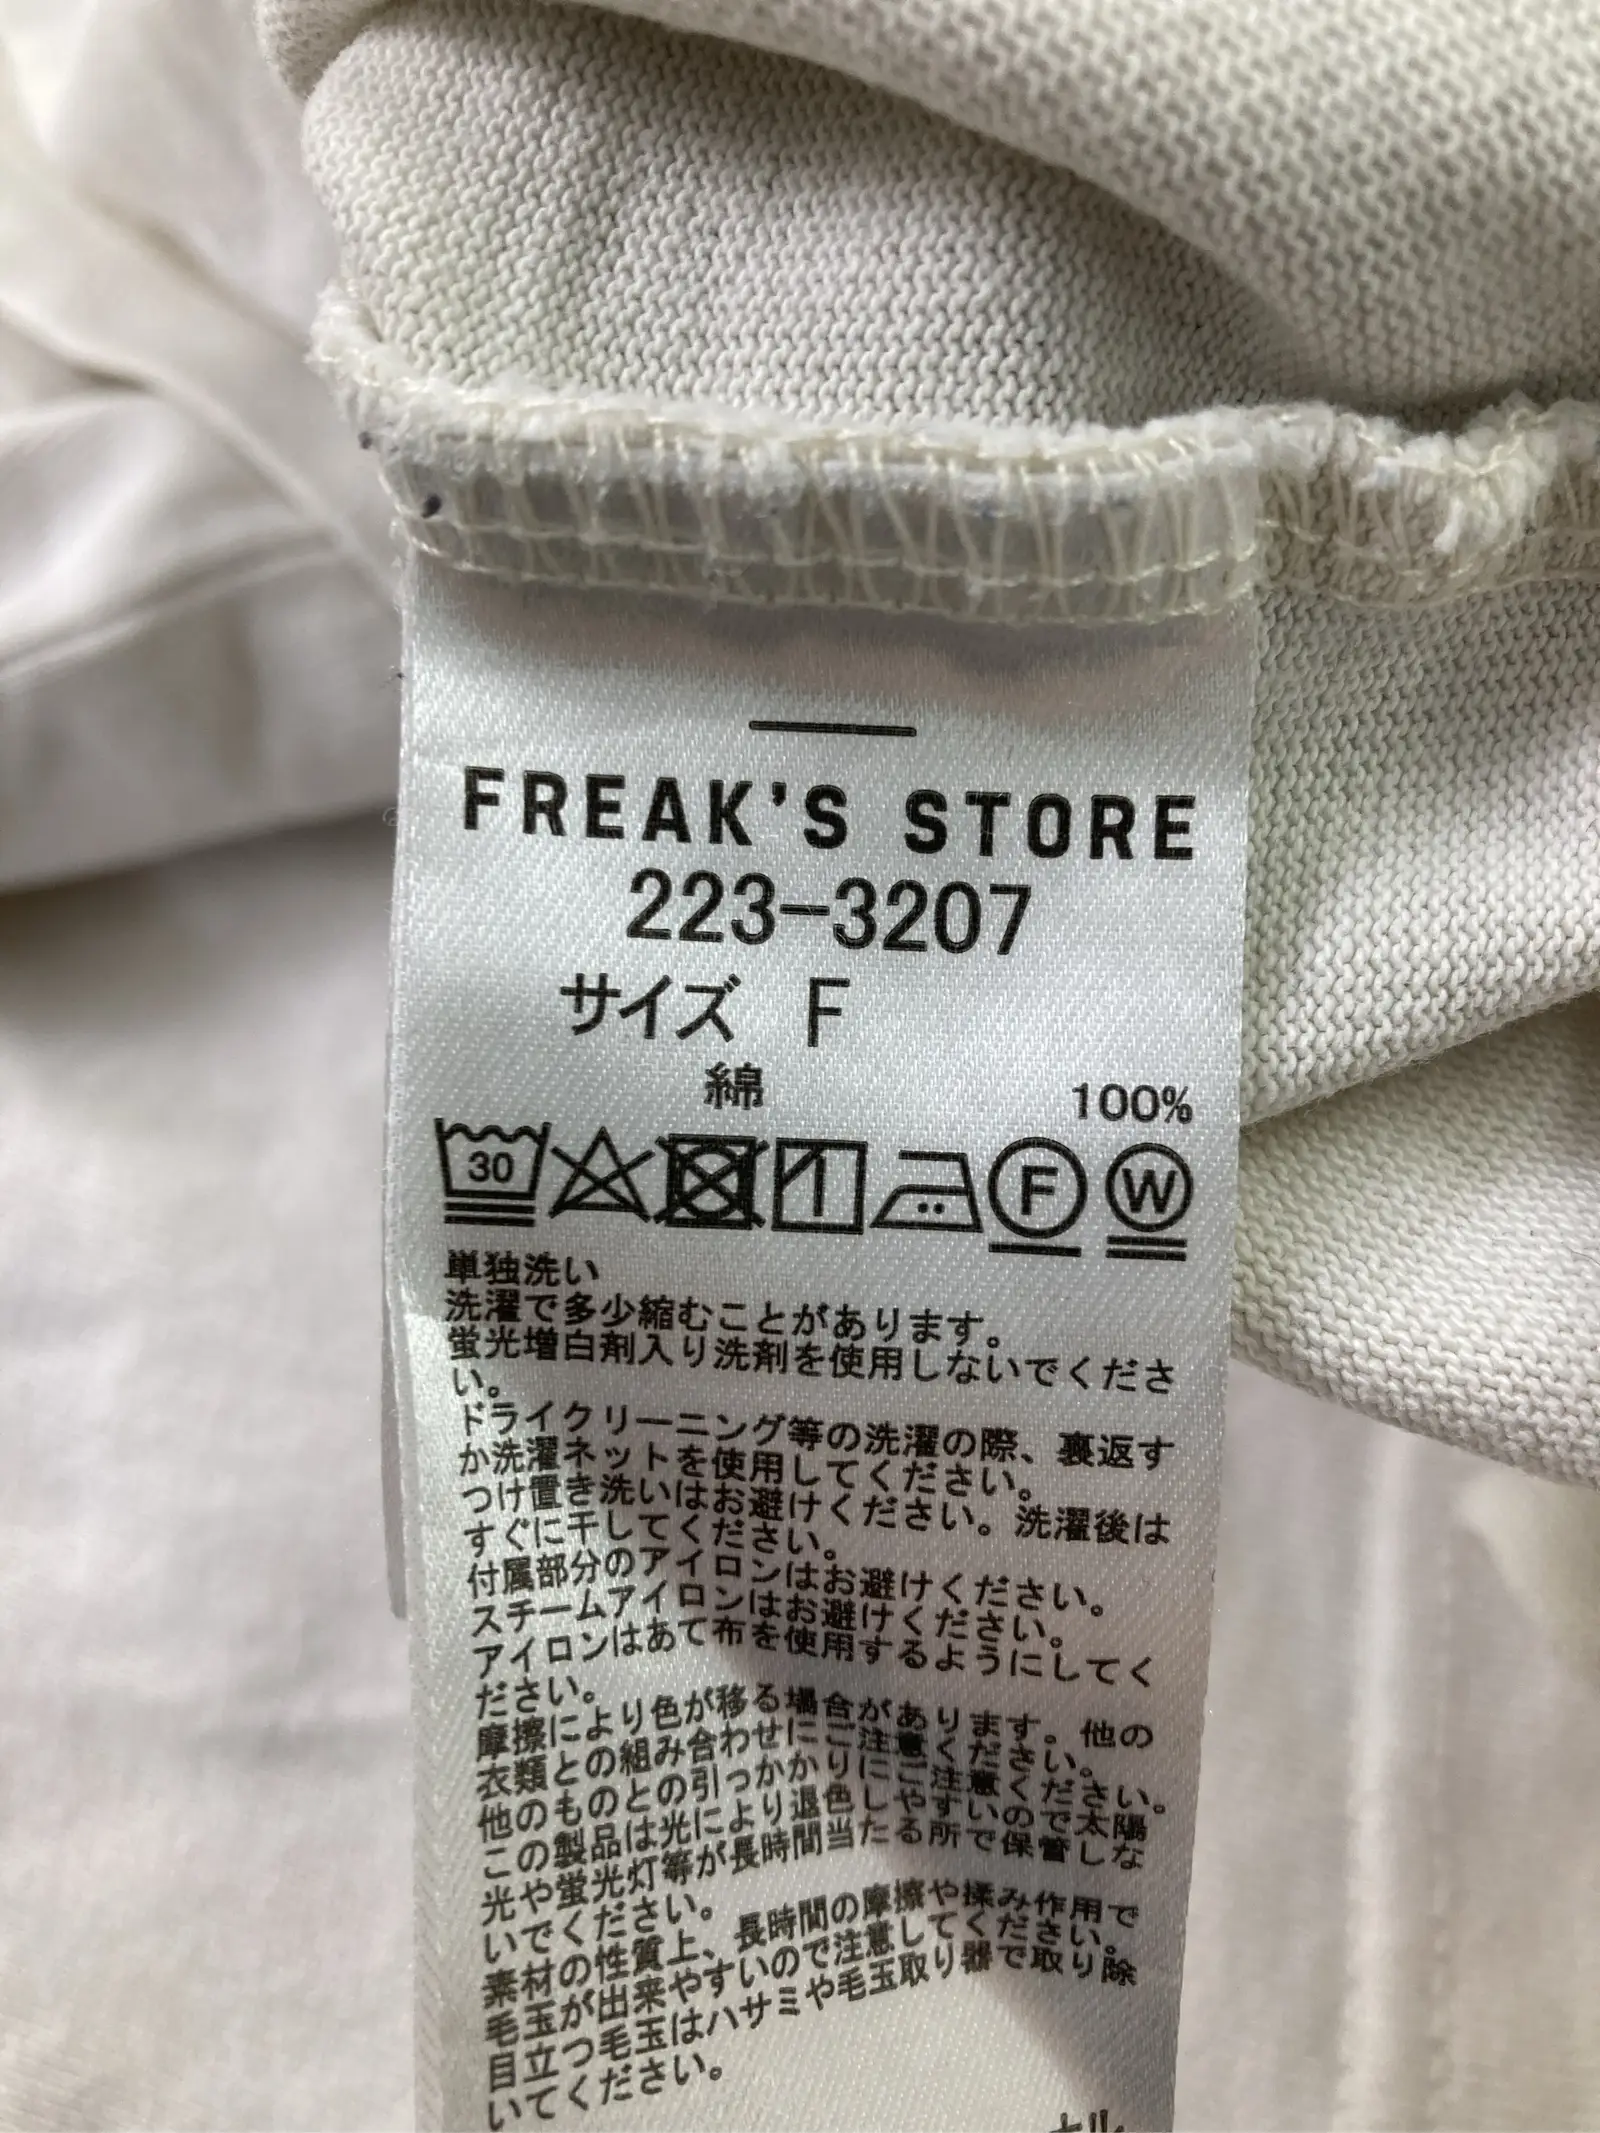 FREAK'S STORE
223-3207
サイズ F
綿 100%
30
F W
単独洗い
洗濯で多少縮むことがあります。
蛍光増白剤入り洗剤を使用しないでくださ
い。
ドライクリーニング等の洗濯の際、裏返す
か洗濯ネットを使用してください。
つけ置き洗いはお避けください。洗濯後は
すぐに干してください。
付属部分のアイロンはお避けください。
スチームアイロンはお避けください。
アイロンはあて布を使用するようにしてく
ださい。
摩擦により色が移る場合があります。他の
衣類との組み合わせにご注意ください。
他のものとの引っかかりにご注意ください。
この製品は光により退色しやすいので太陽
光や蛍光灯等が長時間当たる所で保管しな
いでください。
素材の性質上、長時間の摩擦や揉み作用で
毛玉が出来やすいので注意してください。
目立つ毛玉はハサミや毛玉取り器で取り除
いてください。